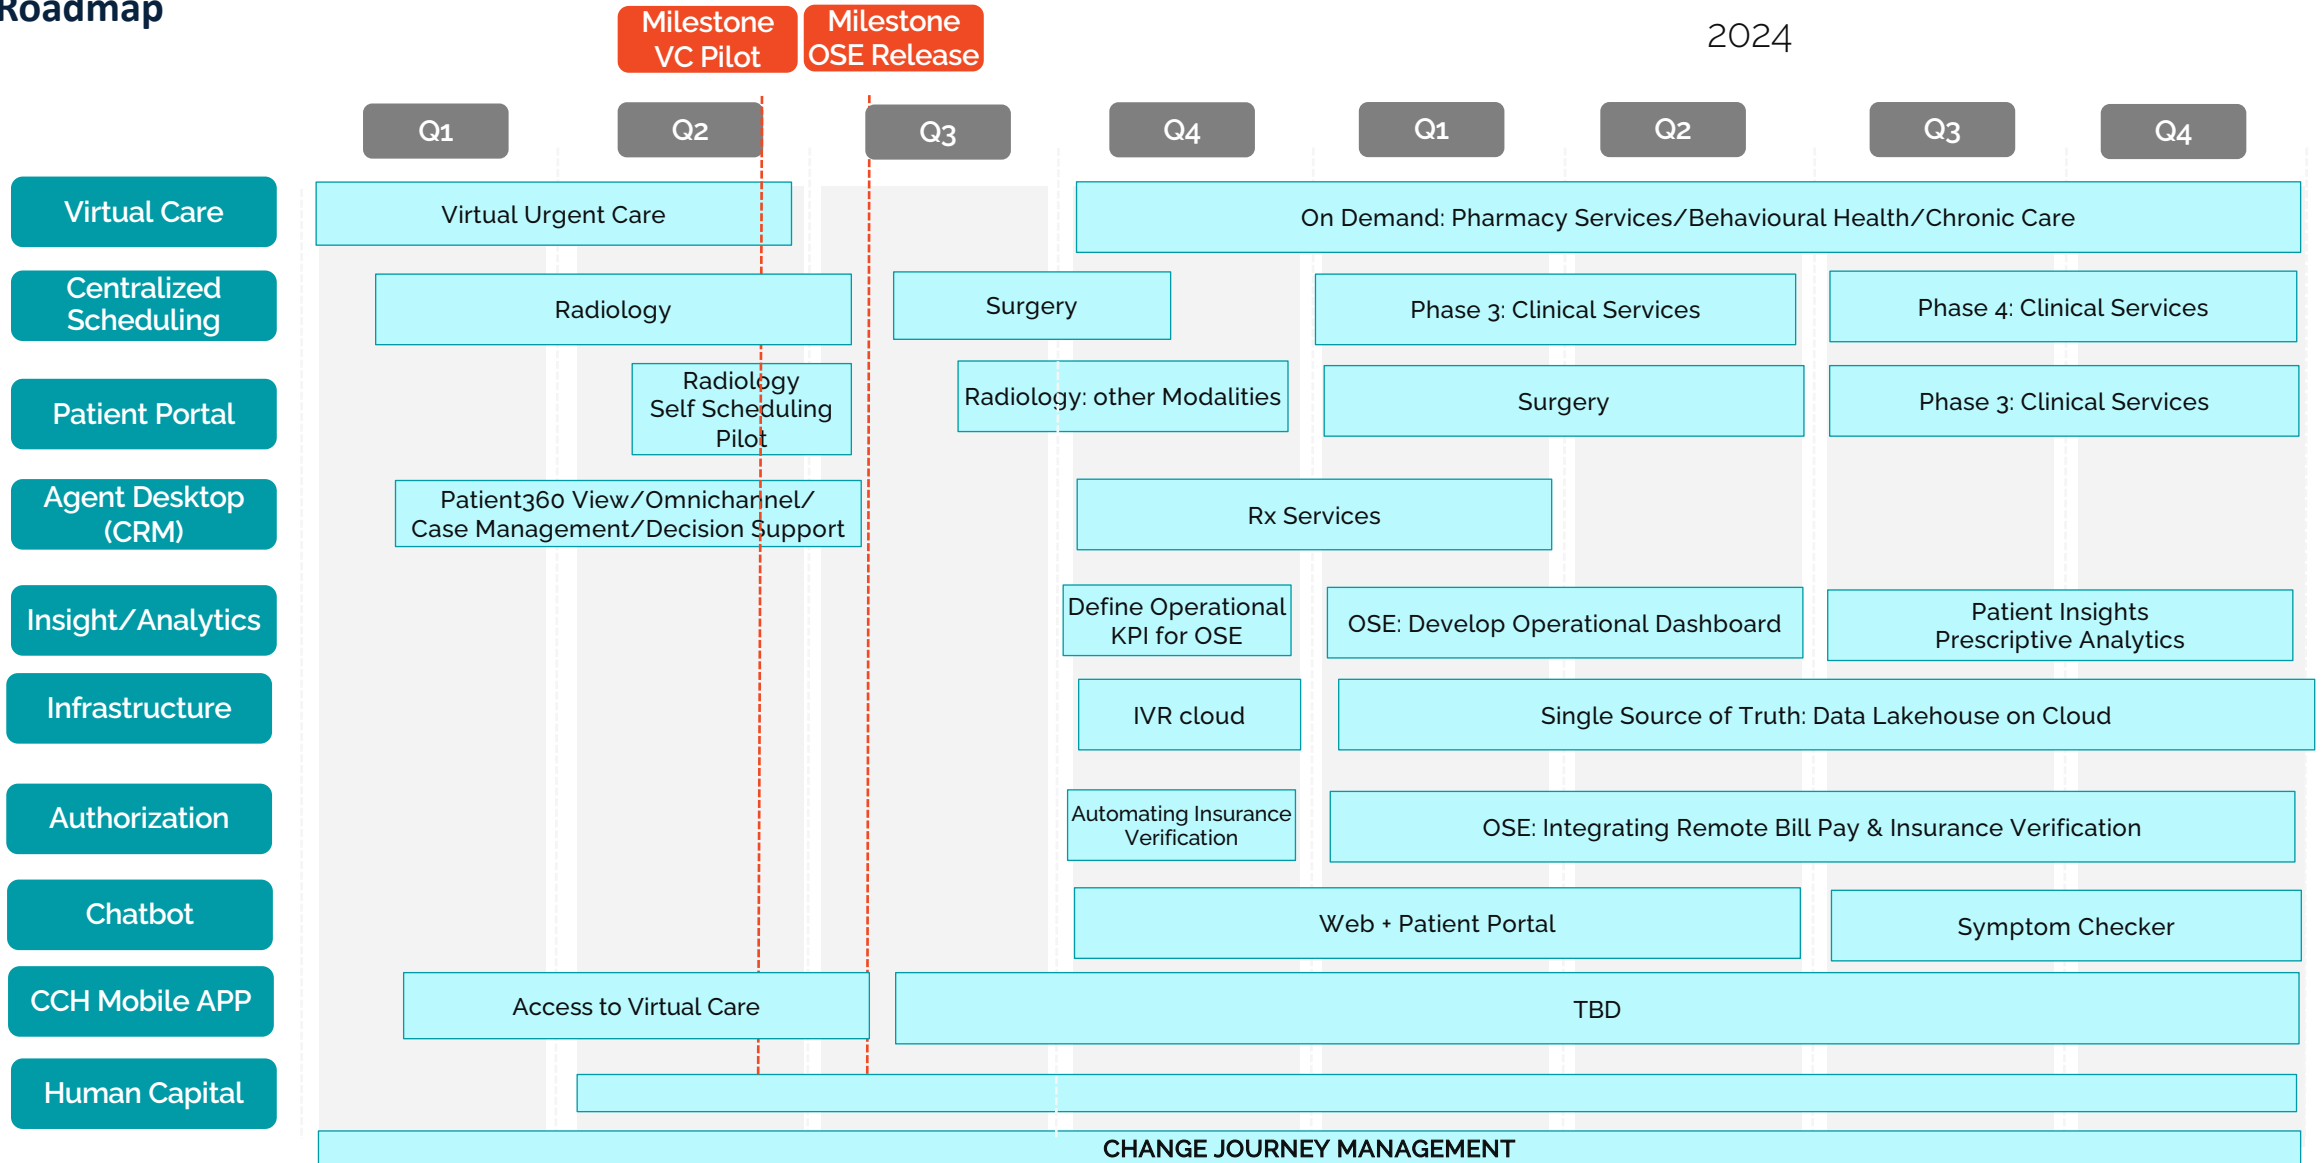 Roadmap
Milestone
VC Pilot
Milestone
OSE Release
2024
Q1
Q2
Q3
Q4
Q1
Q2
Q3
Q4
Virtual Care
Virtual Urgent Care
On Demand: Pharmacy Services/Behavioural Health/Chronic Care
Centralized
Scheduling
Radiology
Surgery
Phase 3: Clinical Services
Phase 4: Clinical Services
Patient Portal
Radiology
Self Scheduling
Pilot
Radiology: other Modalities
Surgery
Phase 3: Clinical Services
Agent Desktop
(CRM)
Patient360 View/Omnichannel/
Case Management/Decision Support
Rx Services
Insight/Analytics
Define Operational
KPI for OSE
OSE: Develop Operational Dashboard
Patient Insights
Prescriptive Analytics
Infrastructure
IVR cloud
Single Source of Truth: Data Lakehouse on Cloud
Authorization
Automating Insurance
Verification
OSE: Integrating Remote Bill Pay & Insurance Verification
Chatbot
Web + Patient Portal
Symptom Checker
CCH Mobile APP
Access to Virtual Care
TBD
Human Capital
CHANGE JOURNEY MANAGEMENT